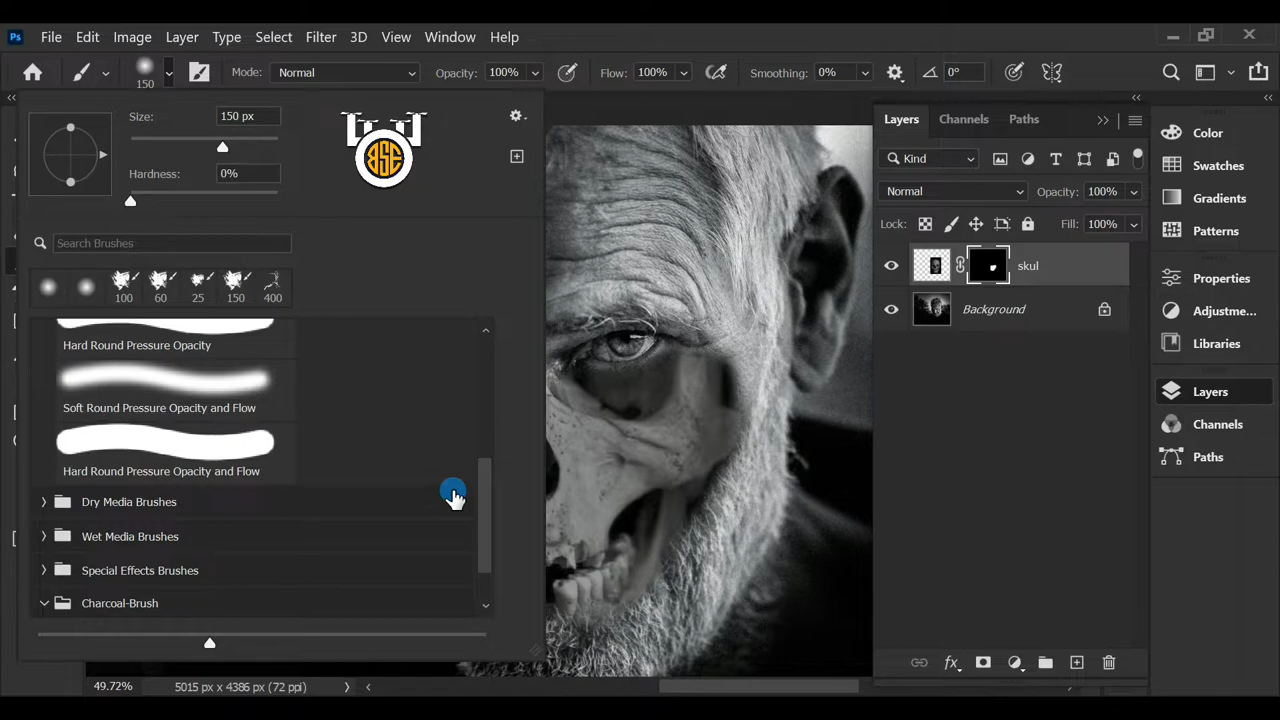 Ps File Edit Image Layer Type Select Filter 3D View Window Help
150 Mode: Normal Opacity: 100% Flow: 100% Smoothing: 0% 0°
Size: 150 px
Hardness: 0%
BSE
Search Brushes
100 60 25 150 400
Hard Round Pressure Opacity
Soft Round Pressure Opacity and Flow
Hard Round Pressure Opacity and Flow
Dry Media Brushes
Wet Media Brushes
Special Effects Brushes
Charcoal-Brush
49.72% 5015 px x 4386 px (72 ppi)
Layers Channels Paths
Kind
Normal Opacity: 100%
Lock: Fill: 100%
skul
Background
fx
Color
Swatches
Gradients
Patterns
Properties
Adjustme...
Libraries
Layers
Channels
Paths